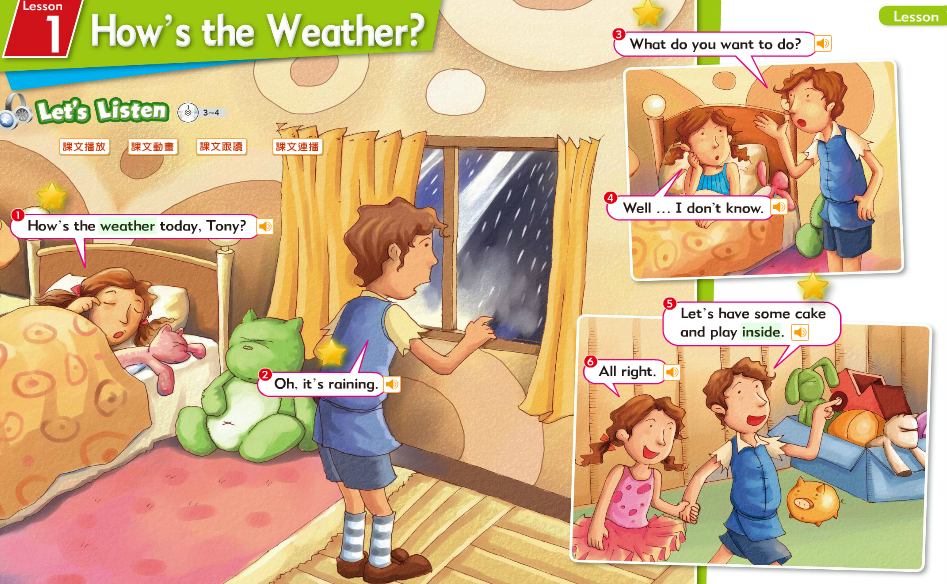 Lesson
1
How's the Weather?
Lesson
Let's Listen
3~4
課文播放 課文動畫 課文跟讀 課文連播
1 How's the weather today, Tony?
2 Oh, it's raining.
3 What do you want to do?
4 Well ... I don't know.
5 Let's have some cake
and play inside.
6 All right.